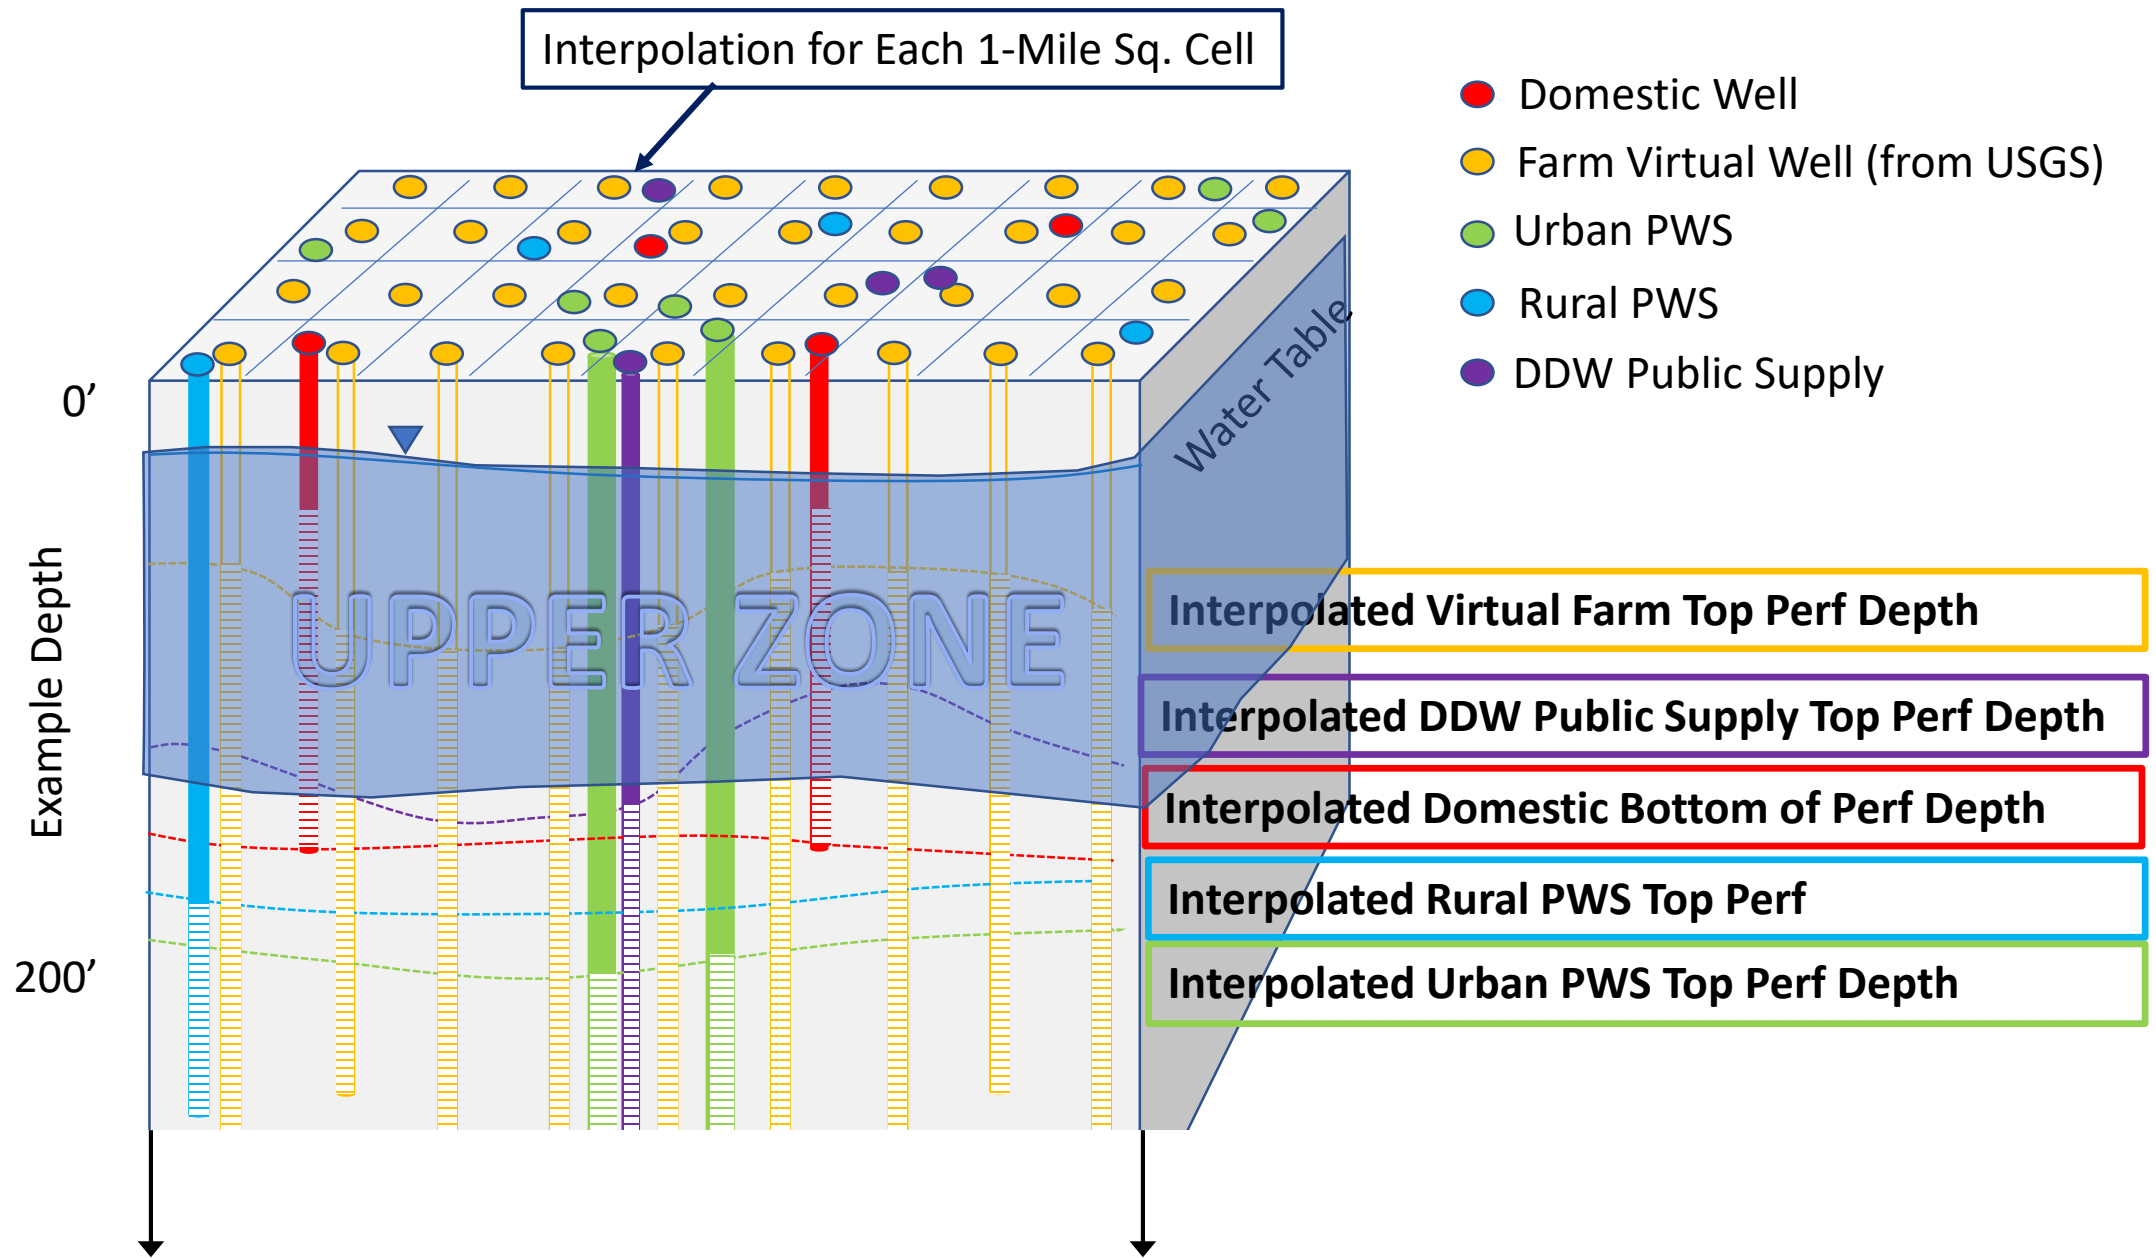 Interpolation for Each 1-Mile Sq. Cell
Domestic Well
Farm Virtual Well (from USGS)
Urban PWS
Rural PWS
DDW Public Supply
0’
Water Table
UPPER ZONE
Example Depth
Interpolated Virtual Farm Top Perf Depth
Interpolated DDW Public Supply Top Perf Depth
Interpolated Domestic Bottom of Perf Depth
Interpolated Rural PWS Top Perf
200’
Interpolated Urban PWS Top Perf Depth